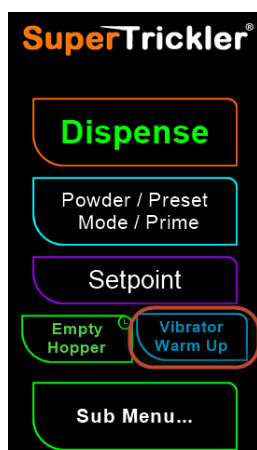 SuperTrickler®
Dispense
Powder / Preset
Mode / Prime
Setpoint
Empty
Hopper
L
Vibrator
Warm Up
Sub Menu...